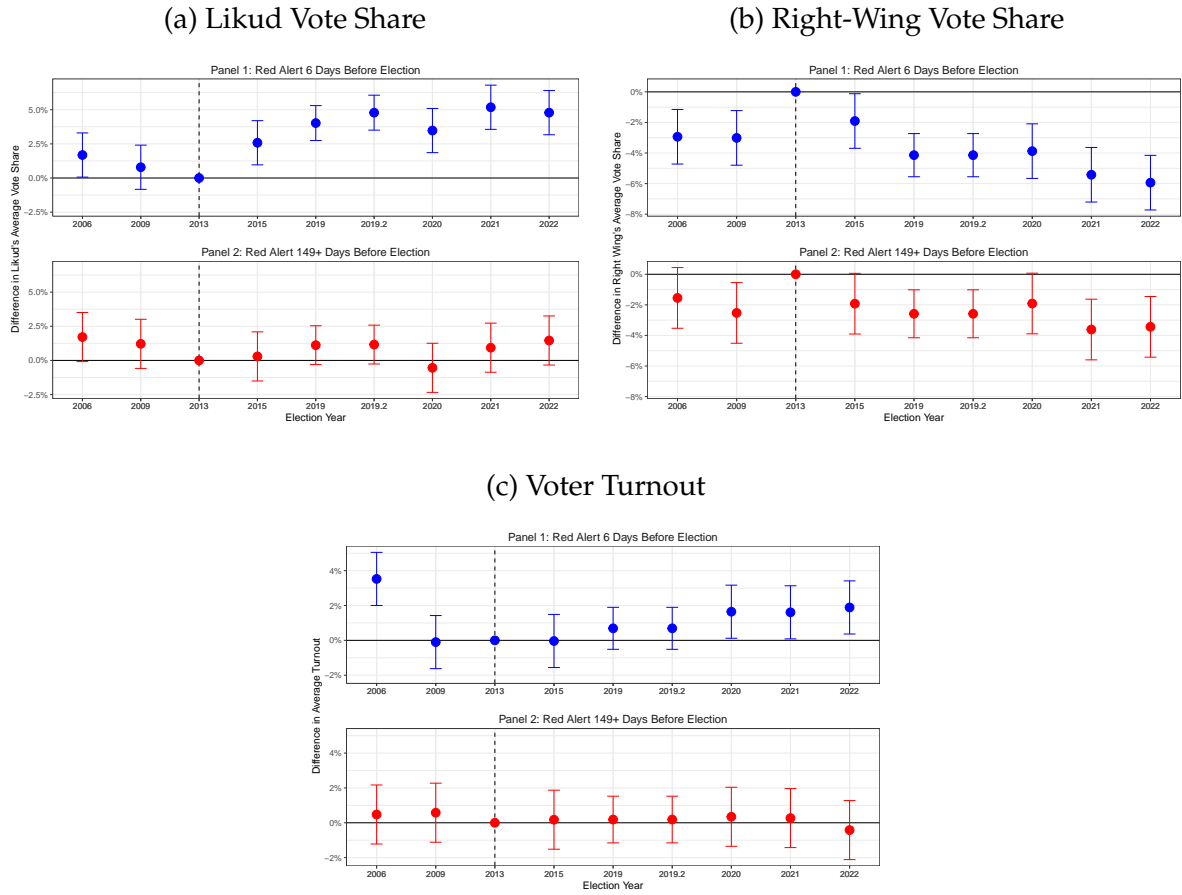 (a) Likud Vote Share
Panel 1: Red Alert 6 Days Before Election
5.0%
2.5%
0.0%
−2.5%
2006 2009 2013 2015 2019 2019.2 2020 2021 2022
Difference in Likud's Average Vote Share
Panel 2: Red Alert 149+ Days Before Election
5.0%
2.5%
0.0%
−2.5%
2006 2009 2013 2015 2019 2019.2 2020 2021 2022
Election Year
(b) Right-Wing Vote Share
Panel 1: Red Alert 6 Days Before Election
0%
−2%
−4%
−6%
−8%
2006 2009 2013 2015 2019 2019.2 2020 2021 2022
Difference in Right Wing's Average Vote Share
Panel 2: Red Alert 149+ Days Before Election
0%
−2%
−4%
−6%
−8%
2006 2009 2013 2015 2019 2019.2 2020 2021 2022
Election Year
(c) Voter Turnout
Panel 1: Red Alert 6 Days Before Election
4%
2%
0%
−2%
2006 2009 2013 2015 2019 2019.2 2020 2021 2022
Difference in Average Turnout
Panel 2: Red Alert 149+ Days Before Election
4%
2%
0%
−2%
2006 2009 2013 2015 2019 2019.2 2020 2021 2022
Election Year